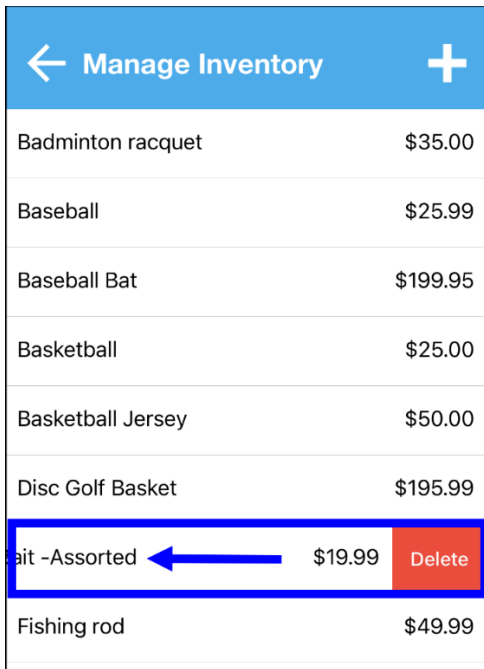 Manage Inventory
Badminton racquet $35.00
Baseball $25.99
Baseball Bat $199.95
Basketball $25.00
Basketball Jersey $50.00
Disc Golf Basket $195.99
ait -Assorted $19.99 Delete
Fishing rod $49.99